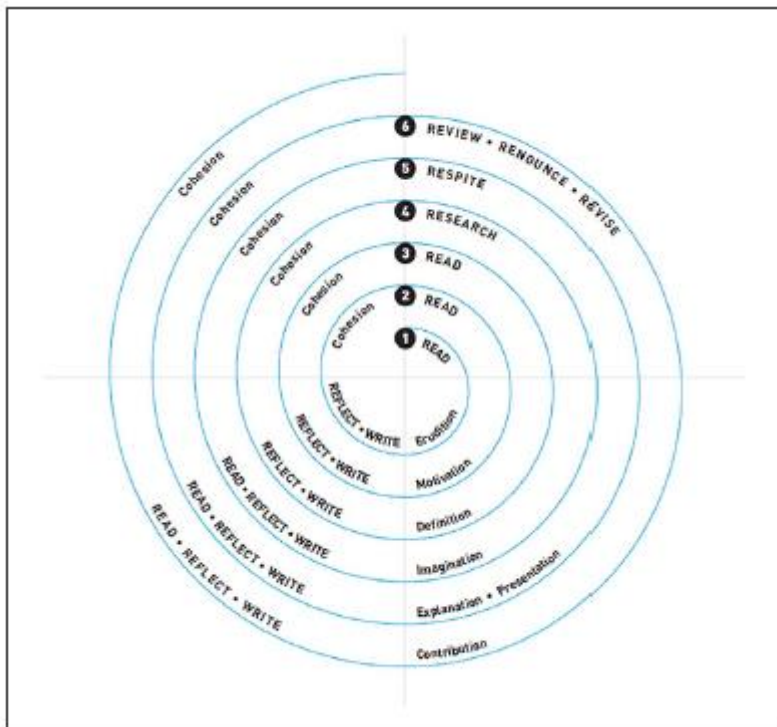 6 REVIEW • RENOUNCE • REVISE
5 RESPITE
4 RESEARCH
3 READ
2 READ
1 READ
Cohesion
Cohesion
Cohesion
Cohesion
Cohesion
Cohesion
REFLECT • WRITE
REFLECT • WRITE
REFLECT • WRITE
READ • REFLECT • WRITE
READ • REFLECT • WRITE
READ • REFLECT • WRITE
Erudition
Motivation
Definition
Imagination
Explanation • Presentation
Contribution